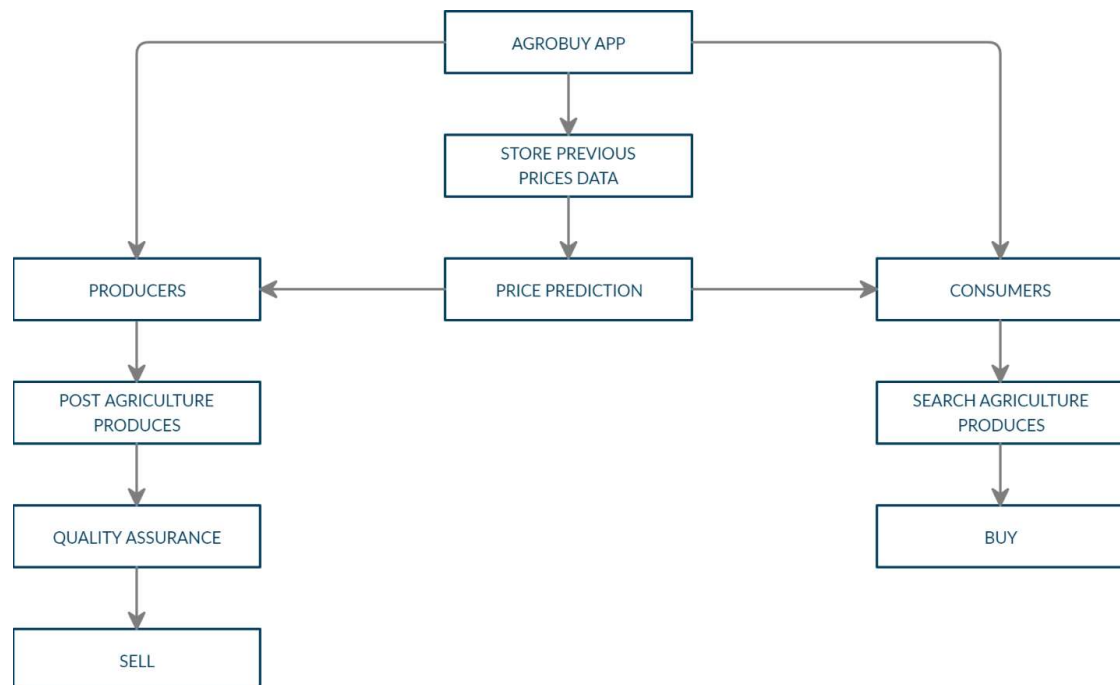 AGROBUY APP
STORE PREVIOUS
PRICES DATA
PRODUCERS
PRICE PREDICTION
CONSUMERS
POST AGRICULTURE
PRODUCES
SEARCH AGRICULTURE
PRODUCES
QUALITY ASSURANCE
BUY
SELL